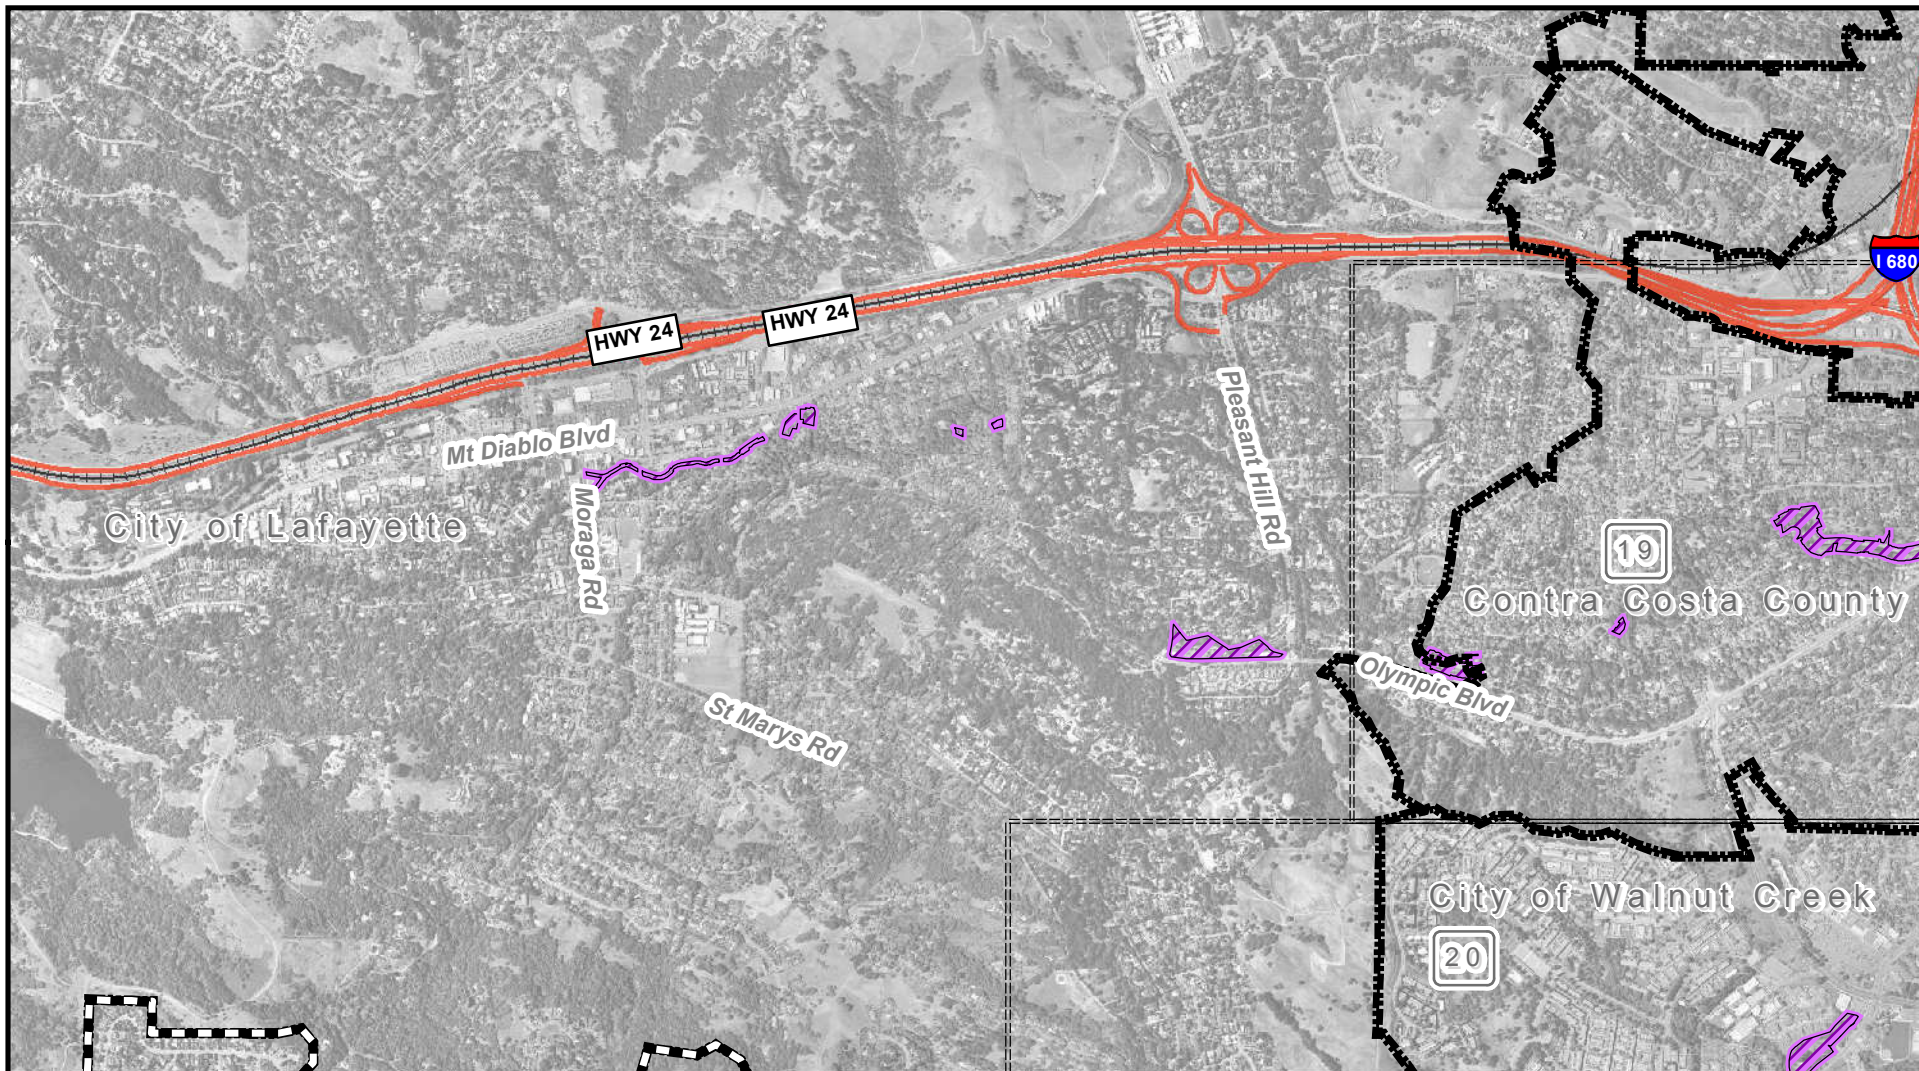 I 680
HWY 24
HWY 24
Mt Diablo Blvd
Pleasant Hill Rd
City of Lafayette
Moraga Rd
19
Contra Costa County
Olympic Blvd
St Marys Rd
City of Walnut Creek
20